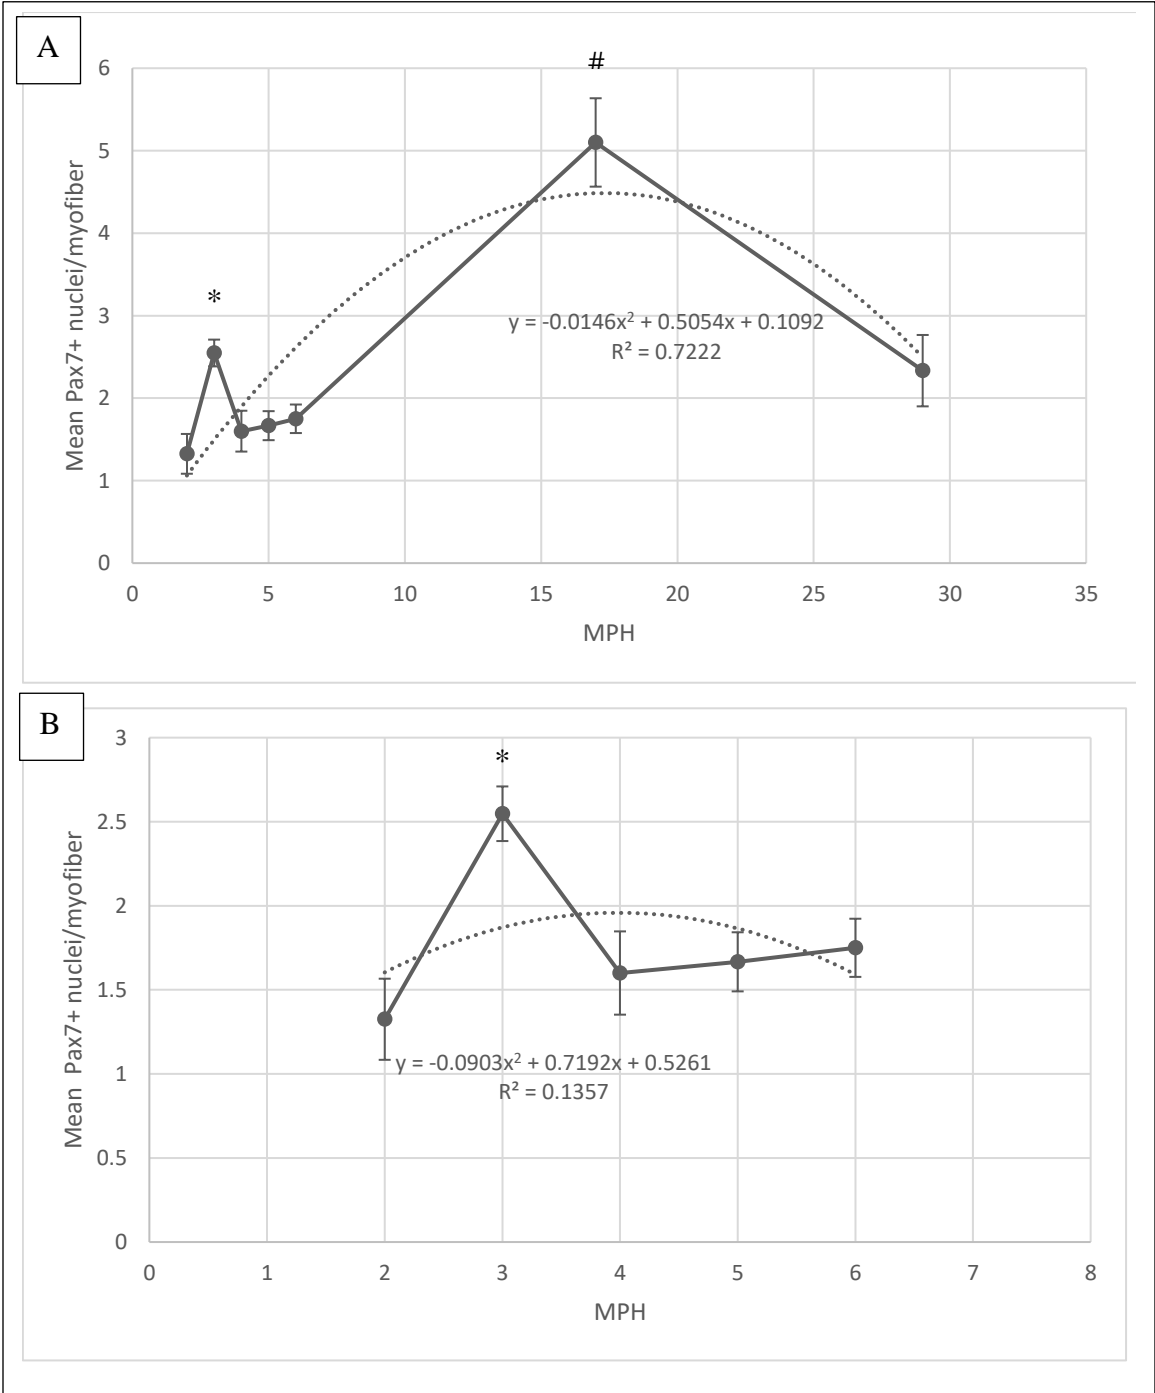 A
#
6
5
4
3
2
1
0
*
Mean Pax7+ nuclei/myofiber
y = -0.0146x² + 0.5054x + 0.1092
R² = 0.7222
0 5 10 15 20 25 30 35
MPH
B
3
2.5
2
1.5
1
0.5
0
*
Mean Pax7+ nuclei/myofiber
y = -0.0903x² + 0.7192x + 0.5261
R² = 0.1357
0 1 2 3 4 5 6 7 8
MPH